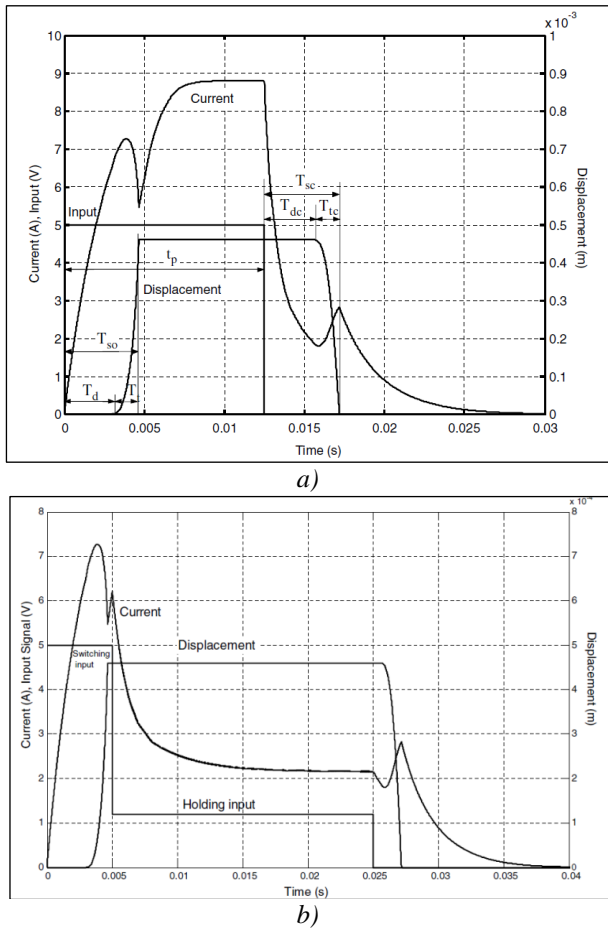 x 10⁻³
10
9
8
7
6
5
4
3
2
1
0
Current (A), Input (V)
1
0.9
0.8
0.7
0.6
0.5
0.4
0.3
0.2
0.1
0
Displacement (m)
Current
T_sc
T_dc
T_tc
Input
t_p
Displacement
T_so
T_d
T
0 0.005 0.01 0.015 0.02 0.025 0.03
Time (s)
a)
8
7
6
5
4
3
2
1
0
Current (A), Input Signal (V)
8
7
6
5
4
3
2
1
0
Displacement (m)
Current
Displacement
Switching
input
Holding input
0 0.005 0.01 0.015 0.02 0.025 0.03 0.035 0.04
Time (s)
b)